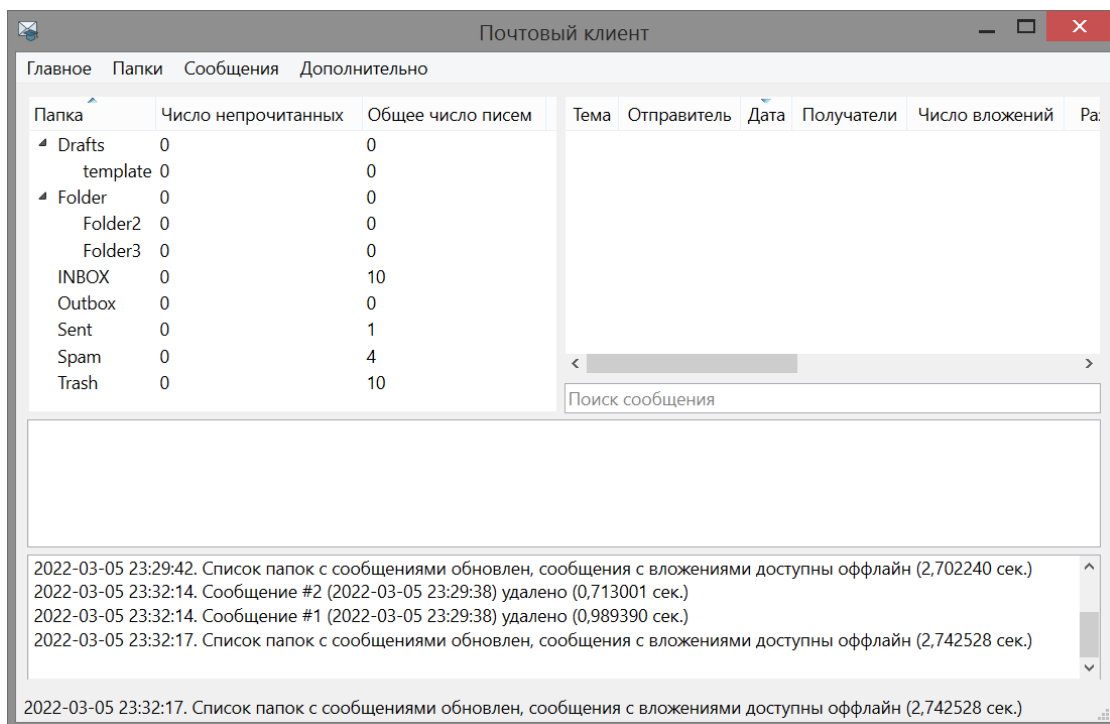 Почтовый клиент
Главное Папки Сообщения Дополнительно
Папка Число непрочитанных Общее число писем
Drafts 0 0
template 0 0
Folder 0 0
Folder2 0 0
Folder3 0 0
INBOX 0 10
Outbox 0 0
Sent 0 1
Spam 0 4
Trash 0 10
Тема Отправитель Дата Получатели Число вложений Раз
Поиск сообщения
2022-03-05 23:29:42. Список папок с сообщениями обновлен, сообщения с вложениями доступны оффлайн (2,702240 сек.)
2022-03-05 23:32:14. Сообщение #2 (2022-03-05 23:29:38) удалено (0,713001 сек.)
2022-03-05 23:32:14. Сообщение #1 (2022-03-05 23:29:38) удалено (0,989390 сек.)
2022-03-05 23:32:17. Список папок с сообщениями обновлен, сообщения с вложениями доступны оффлайн (2,742528 сек.)
2022-03-05 23:32:17. Список папок с сообщениями обновлен, сообщения с вложениями доступны оффлайн (2,742528 сек.)